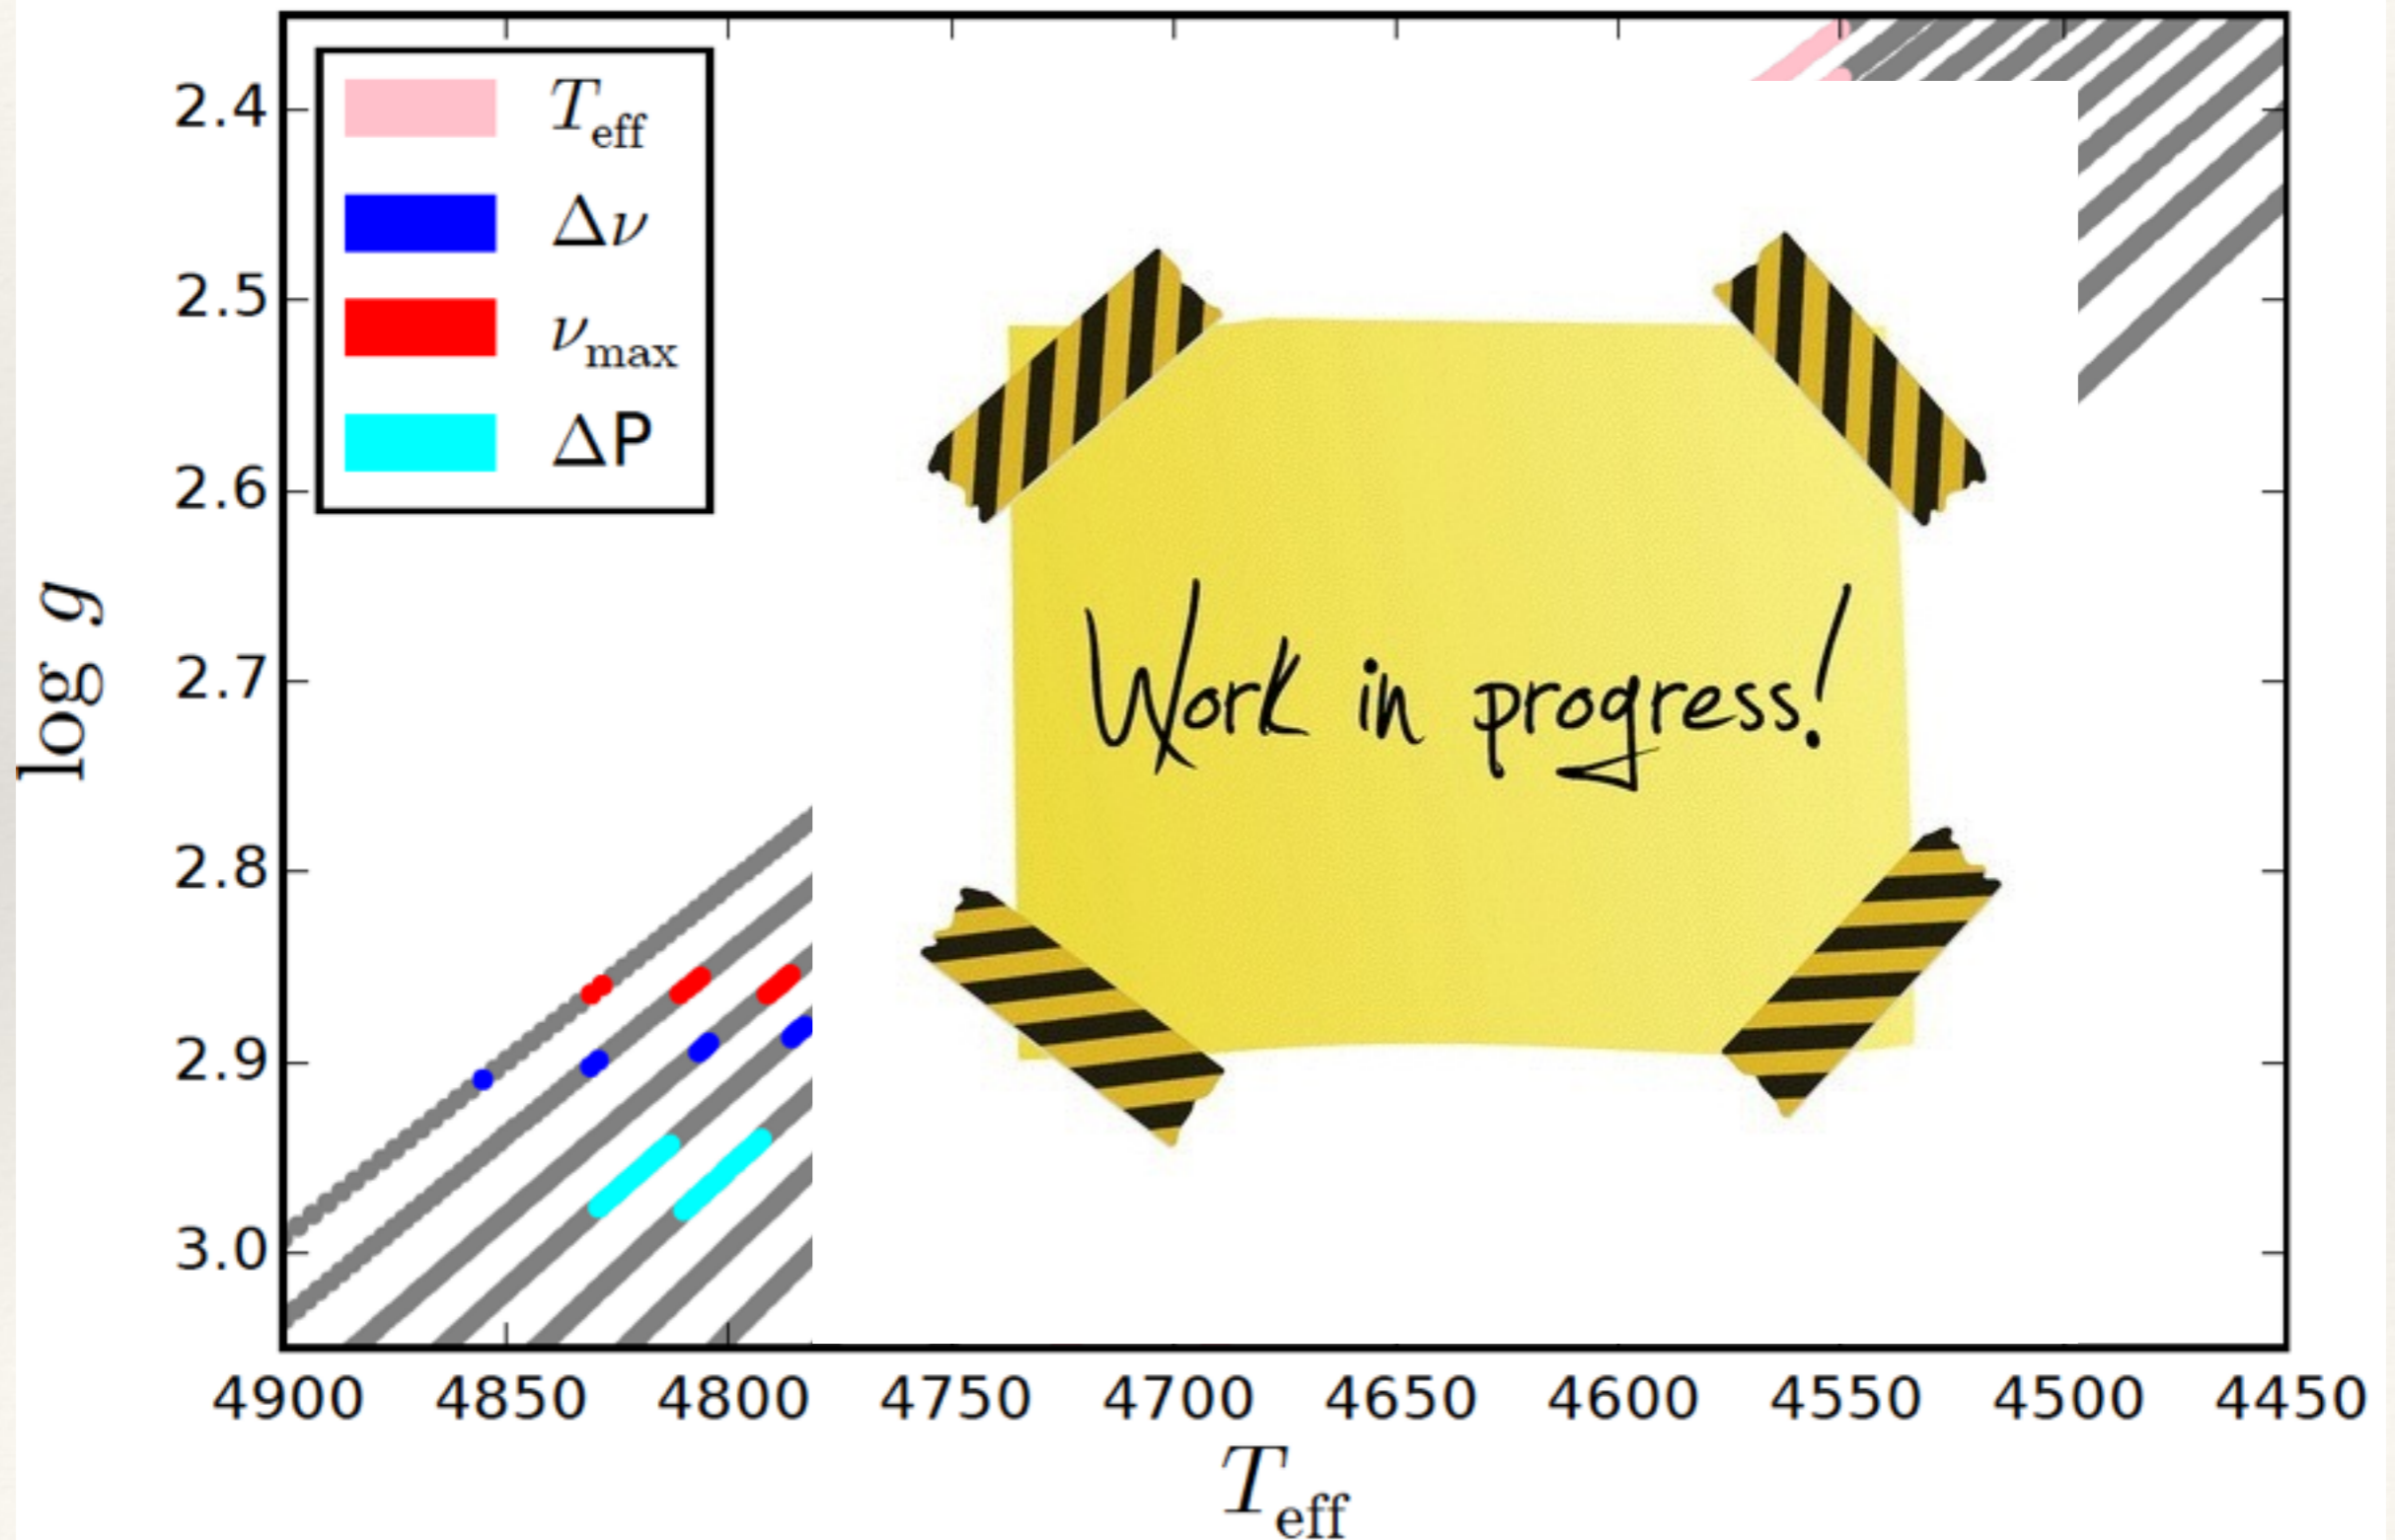 T_eff
Δν
ν_max
ΔP
2.4
2.5
2.6
2.7
2.8
2.9
3.0
log g
Work in progress!
4900 4850 4800 4750 4700 4650 4600 4550 4500 4450
T_eff